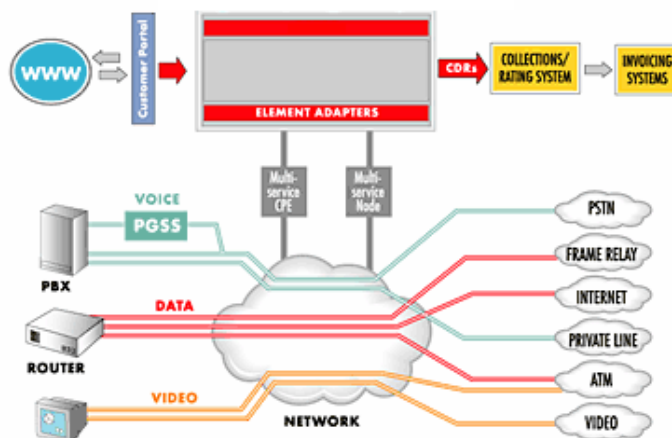 WWW
Customer Portal
ELEMENT ADAPTERS
CDRs
COLLECTIONS/
RATING SYSTEM
INVOICING
SYSTEMS
Multi-
service
CPE
Multi-
service
Node
VOICE
PGSS
PBX
DATA
ROUTER
VIDEO
NETWORK
PSTN
FRAME RELAY
INTERNET
PRIVATE LINE
ATM
VIDEO